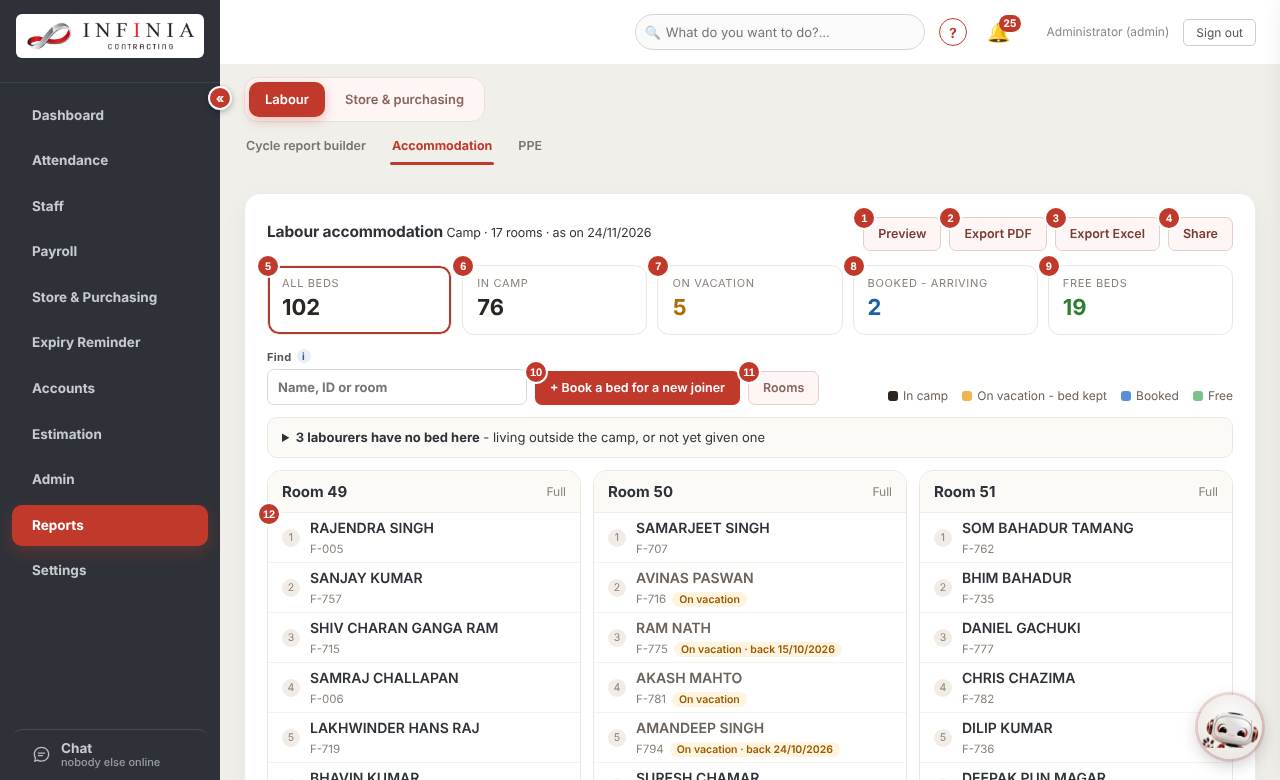 INFINIA
CONTRACTING
What do you want to do?...
?
25
Administrator (admin)
Sign out
«
Dashboard
Attendance
Staff
Payroll
Store & Purchasing
Expiry Reminder
Accounts
Estimation
Admin
Reports
Settings
Chat
nobody else online
Labour
Store & purchasing
Cycle report builder
Accommodation
PPE
Labour accommodation Camp · 17 rooms · as on 24/11/2026
1
Preview
2
Export PDF
3
Export Excel
4
Share
5
ALL BEDS
102
6
IN CAMP
76
7
ON VACATION
5
8
BOOKED - ARRIVING
2
9
FREE BEDS
19
Find i
Name, ID or room
10
+ Book a bed for a new joiner
11
Rooms
In camp
On vacation - bed kept
Booked
Free
3 labourers have no bed here - living outside the camp, or not yet given one
Room 49
Full
12
1
RAJENDRA SINGH
F-005
2
SANJAY KUMAR
F-757
3
SHIV CHARAN GANGA RAM
F-715
4
SAMRAJ CHALLAPAN
F-006
5
LAKHWINDER HANS RAJ
F-719
BHAVIN KUMAR
Room 50
Full
1
SAMARJEET SINGH
F-707
2
AVINAS PASWAN
F-716 On vacation
3
RAM NATH
F-775 On vacation · back 15/10/2026
4
AKASH MAHTO
F-781 On vacation
5
AMANDEEP SINGH
F794 On vacation · back 24/10/2026
SURESH CHAMAR
Room 51
Full
1
SOM BAHADUR TAMANG
F-762
2
BHIM BAHADUR
F-735
3
DANIEL GACHUKI
F-777
4
CHRIS CHAZIMA
F-782
5
DILIP KUMAR
F-736
DEEPAK PUN MAGAR